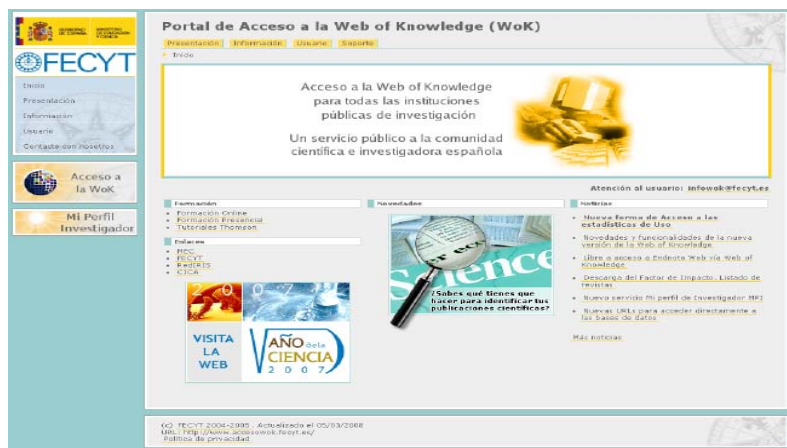 GOBIERNO DE ESPAÑA
MINISTERIO DE EDUCACIÓN Y CIENCIA
FECYT
Inicio
Presentación
Información
Usuario
Contacte con nosotros
Acceso a
la WoK
Mi Perfil
Investigador
Portal de Acceso a la Web of Knowledge (WoK)
Presentación Información Usuario Soporte
Inicio
Acceso a la Web of Knowledge
para todas las instituciones
públicas de investigación
Un servicio público a la comunidad
científica e investigadora española
Atención al usuario: infowok@fecyt.es
Formación
Formación Online
Formación Presencial
Tutoriales Thomson
Enlaces
MEC
FECYT
RedIRIS
CICA
2007
VISITA
LA
WEB
AÑO de la
CIENCIA
2007
Novedades
Science
¿Sabes qué tienes que
hacer para identificar tus
publicaciones científicas?
Noticias
Nueva forma de Acceso a las
estadísticas de Uso
Novedades y funcionalidades de la nueva
versión de la Web of Knowledge
Libre acceso a Endnote Web vía Web of
Knowledge
Descarga del Factor de Impacto. Listado de
revistas
Nuevo servicio Mi perfil de Investigador MPI
Nuevas URLs para acceder directamente a
las bases de datos
Más noticias
(c) FECYT 2004-2005 . Actualizado el 05/03/2008
URL: http://www.accesowok.fecyt.es/
Política de privacidad